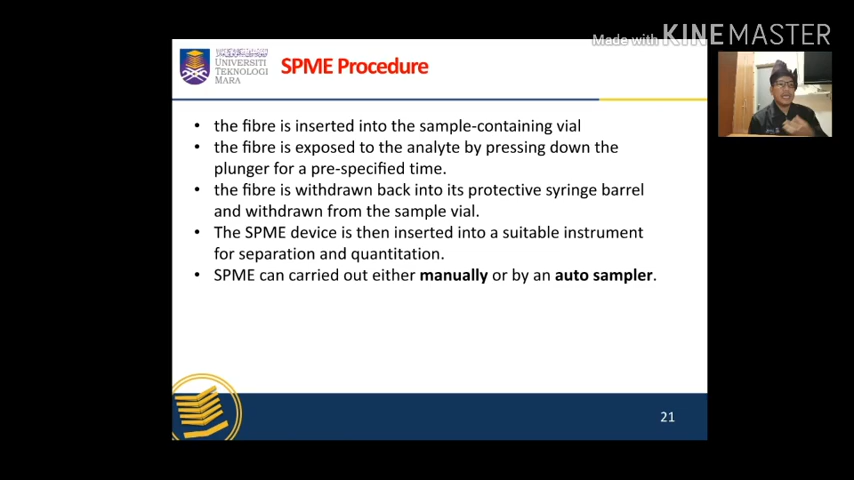 Made with KINEMASTER
UNIVERSITI
TEKNOLOGI
MARA
SPME Procedure
• the fibre is inserted into the sample-containing vial
• the fibre is exposed to the analyte by pressing down the
plunger for a pre-specified time.
• the fibre is withdrawn back into its protective syringe barrel
and withdrawn from the sample vial.
• The SPME device is then inserted into a suitable instrument
for separation and quantitation.
• SPME can carried out either manually or by an auto sampler.
21